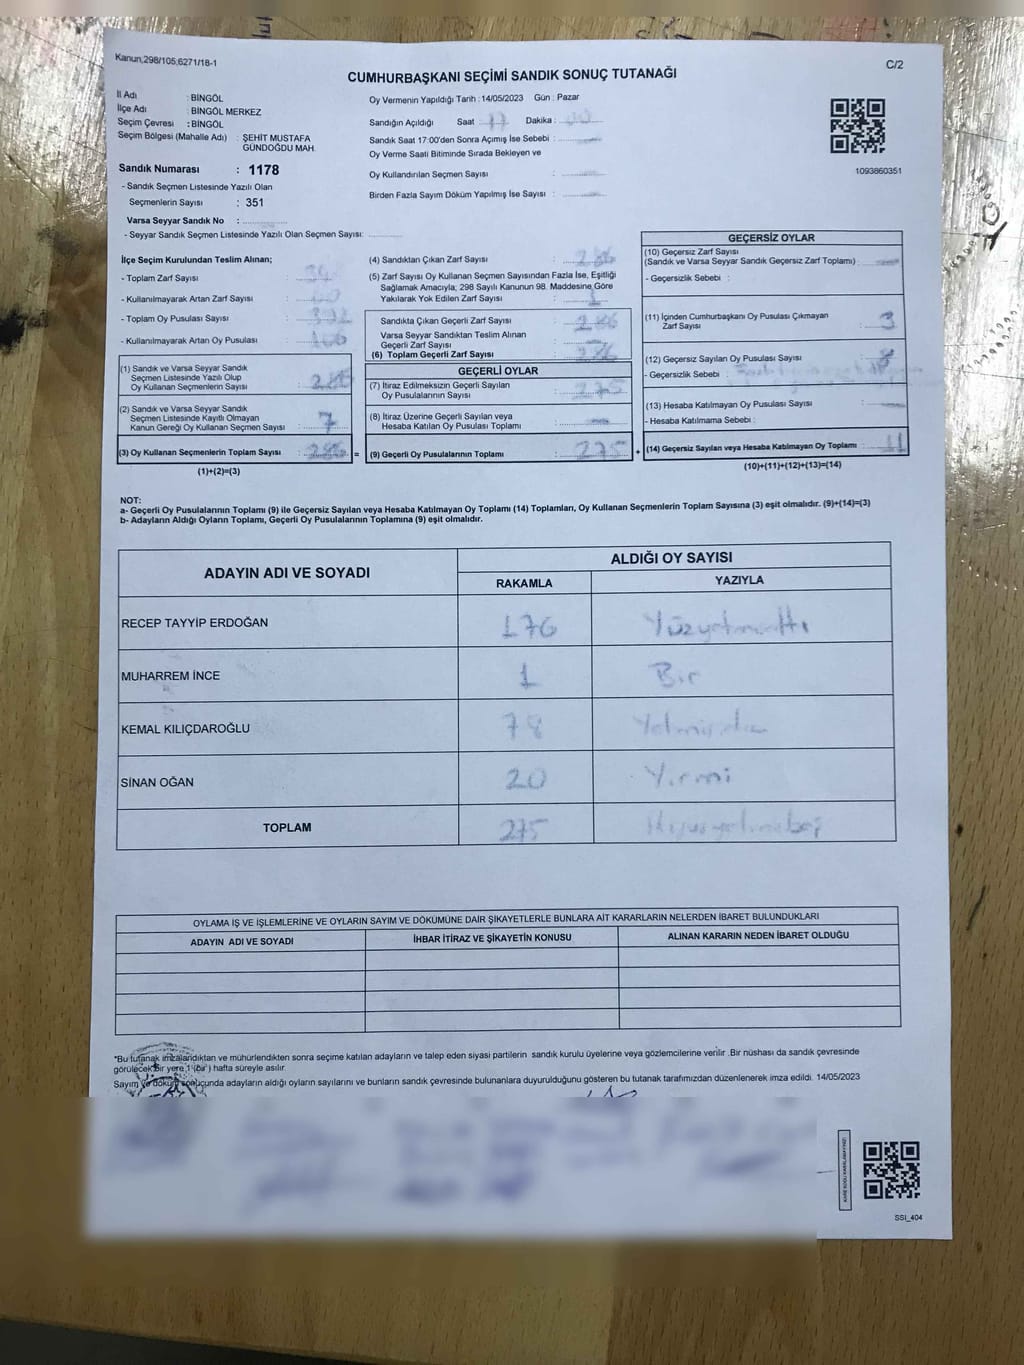 Kanun;298/105;6271/18-1
C/2
CUMHURBAŞKANI SEÇİMİ SANDIK SONUÇ TUTANAĞI
İl Adı : BİNGÖL
İlçe Adı : BİNGÖL MERKEZ
Seçim Çevresi : BİNGÖL
Seçim Bölgesi (Mahalle Adı) : ŞEHİT MUSTAFA
GÜNDOĞDU MAH.
Sandık Numarası : 1178
- Sandık Seçmen Listesinde Yazılı Olan
Seçmenlerin Sayısı : 351
Varsa Seyyar Sandık No :
- Seyyar Sandık Seçmen Listesinde Yazılı Olan Seçmen Sayısı:
Oy Vermenin Yapıldığı Tarih : 14/05/2023 Gün : Pazar
Sandığın Açıldığı Saat 17 Dakika :
Sandık Saat 17:00'den Sonra Açımış İse Sebebi :
Oy Verme Saati Bitiminde Sırada Bekleyen ve
Oy Kullandırılan Seçmen Sayısı :
Birden Fazla Sayım Döküm Yapılmış İse Sayısı :
1093860351
İlçe Seçim Kurulundan Teslim Alınan;
- Toplam Zarf Sayısı :
- Kullanılmayarak Artan Zarf Sayısı :
- Toplam Oy Pusulası Sayısı :
- Kullanılmayarak Artan Oy Pusulası :
(1) Sandık ve Varsa Seyyar Sandık
Seçmen Listesinde Yazılı Olup
Oy Kullanan Seçmenlerin Sayısı :
(2) Sandık ve Varsa Seyyar Sandık
Seçmen Listesinde Kayıtlı Olmayan
Kanun Gereği Oy Kullanan Seçmen Sayısı : 7
(3) Oy Kullanan Seçmenlerin Toplam Sayısı : 286 =
(1)+(2)=(3)
(4) Sandıktan Çıkan Zarf Sayısı : 286
(5) Zarf Sayısı Oy Kullanan Seçmen Sayısından Fazla İse, Eşitliği
Sağlamak Amacıyla; 298 Sayılı Kanunun 98. Maddesine Göre
Yakılarak Yok Edilen Zarf Sayısı :
Sandıkta Çıkan Geçerli Zarf Sayısı : 286
Varsa Seyyar Sandıktan Teslim Alınan
Geçerli Zarf Sayısı
(6) Toplam Geçerli Zarf Sayısı : 286
GEÇERLİ OYLAR
(7) İtiraz Edilmeksizin Geçerli Sayılan
Oy Pusulası Sayısı : 275
(8) İtiraz Üzerine Geçerli Sayılan veya
Hesaba Katılan Oy Pusulası Toplamı :
(9) Geçerli Oy Pusulalarının Toplamı : 275 +
GEÇERSİZ OYLAR
(10) Geçersiz Zarf Sayısı
(Sandık ve Varsa Seyyar Sandık Geçersiz Zarf Toplamı) :
- Geçersizlik Sebebi :
(11) İçinden Cumhurbaşkanı Oy Pusulası Çıkmayan
Zarf Sayısı : 3
(12) Geçersiz Sayılan Oy Pusulası Sayısı : 8
- Geçersizlik Sebebi :
(13) Hesaba Katılmayan Oy Pusulası Sayısı :
- Hesaba Katılmama Sebebi :
(14) Geçersiz Sayılan veya Hesaba Katılmayan Oy Toplamı : 11
(10)+(11)+(12)+(13)=(14)
NOT:
a- Geçerli Oy Pusulalarının Toplamı (9) ile Geçersiz Sayılan veya Hesaba Katılmayan Oy Toplamı (14) Toplamları, Oy Kullanan Seçmenlerin Toplam Sayısına (3) eşit olmalıdır. (9)+(14)=(3)
b- Adayların Aldığı Oyların Toplamı, Geçerli Oy Pusulalarının Toplamına (9) eşit olmalıdır.
ADAYIN ADI VE SOYADI
ALDIĞI OY SAYISI
RAKAMLA YAZIYLA
RECEP TAYYİP ERDOĞAN 176 Yüzyetmişaltı
MUHARREM İNCE 1 Bir
KEMAL KILIÇDAROĞLU 78 Yetmişsekiz
SİNAN OĞAN 20 Yirmi
TOPLAM 275 İkiyüzyetmişbeş
OYLAMA İŞ VE İŞLEMLERİNE VE OYLARIN SAYIM VE DÖKÜMÜNE DAİR ŞİKAYETLERLE BUNLARA AİT KARARLARIN NELERDEN İBARET BULUNDUKLARI
ADAYIN ADI VE SOYADI İHBAR İTİRAZ VE ŞİKAYETİN KONUSU ALINAN KARARIN NEDEN İBARET OLDUĞU
*Bu tutanak imzalandıktan ve mühürlendikten sonra seçime katılan adayların ve talep eden siyasi partilerin sandık kurulu üyelerine veya gözlemcilerine verilir .Bir nüshası da sandık çevresinde
görülecek bir yere 1 (bir) hafta süreyle asılır.
Sayım ve döküm sonucunda adayların aldığı oyların sayılarını ve bunların sandık çevresinde bulunanlara duyurulduğunu gösteren bu tutanak tarafımızdan düzenlenerek imza edildi. 14/05/2023
SSI_404